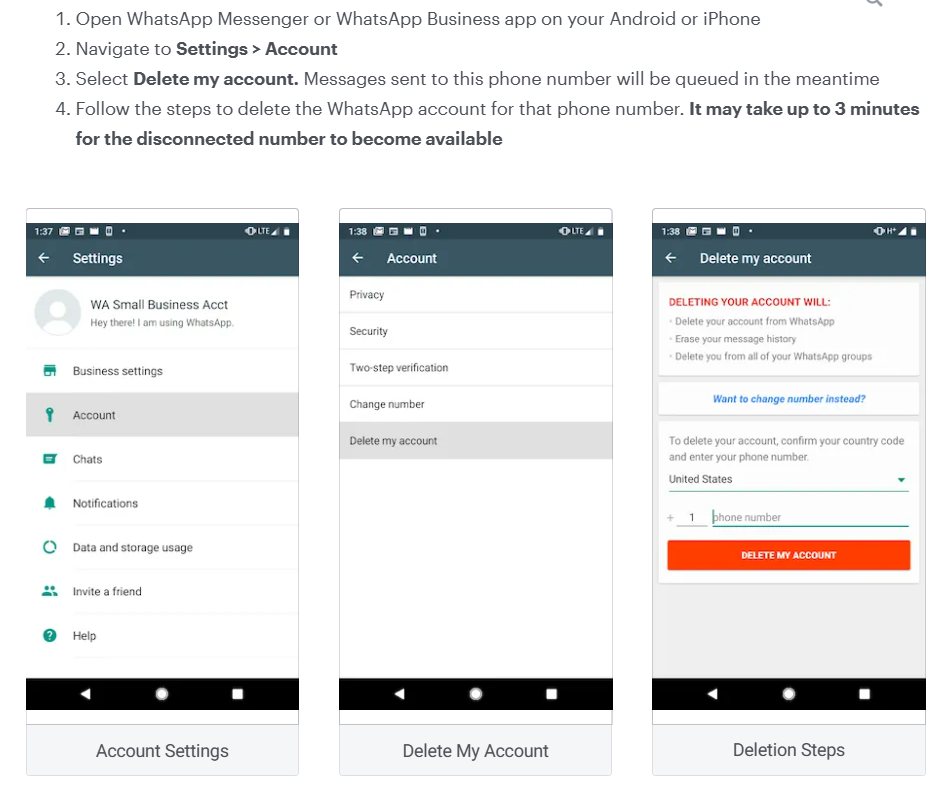 1. Open WhatsApp Messenger or WhatsApp Business app on your Android or iPhone
2. Navigate to Settings > Account
3. Select Delete my account. Messages sent to this phone number will be queued in the meantime
4. Follow the steps to delete the WhatsApp account for that phone number. It may take up to 3 minutes
for the disconnected number to become available
1:37 LTE
Settings
WA Small Business Acct
Hey there! I am using WhatsApp.
Business settings
Account
Chats
Notifications
Data and storage usage
Invite a friend
Help
Account Settings
1:38 LTE
Account
Privacy
Security
Two-step verification
Change number
Delete my account
Delete My Account
1:38 H+
Delete my account
DELETING YOUR ACCOUNT WILL:
· Delete your account from WhatsApp
· Erase your message history
· Delete you from all of your WhatsApp groups
Want to change number instead?
To delete your account, confirm your country code
and enter your phone number.
United States
+ 1 phone number
DELETE MY ACCOUNT
Deletion Steps